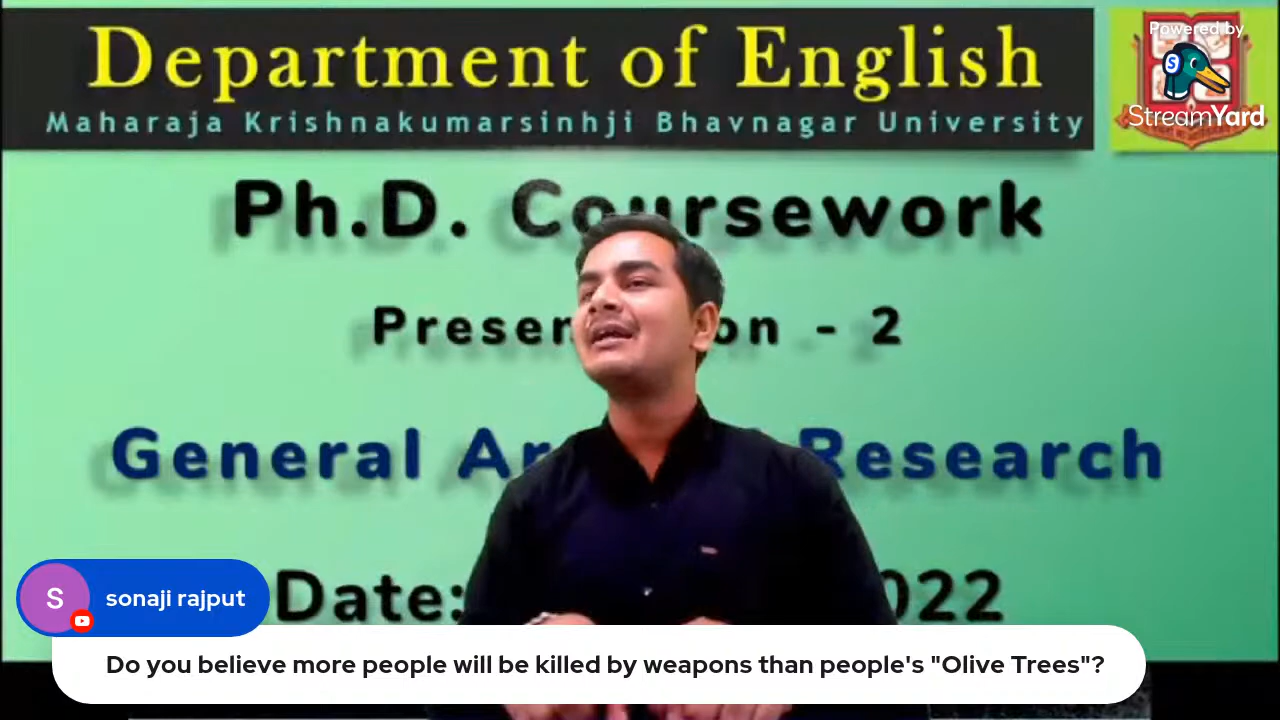 Department of English
Maharaja Krishnakumarsinhji Bhavnagar University
Powered by
S
StreamYard
Ph.D. Coursework
Presen on - 2
General Ar Research
Date: 022
S
sonaji rajput
Do you believe more people will be killed by weapons than people's "Olive Trees"?